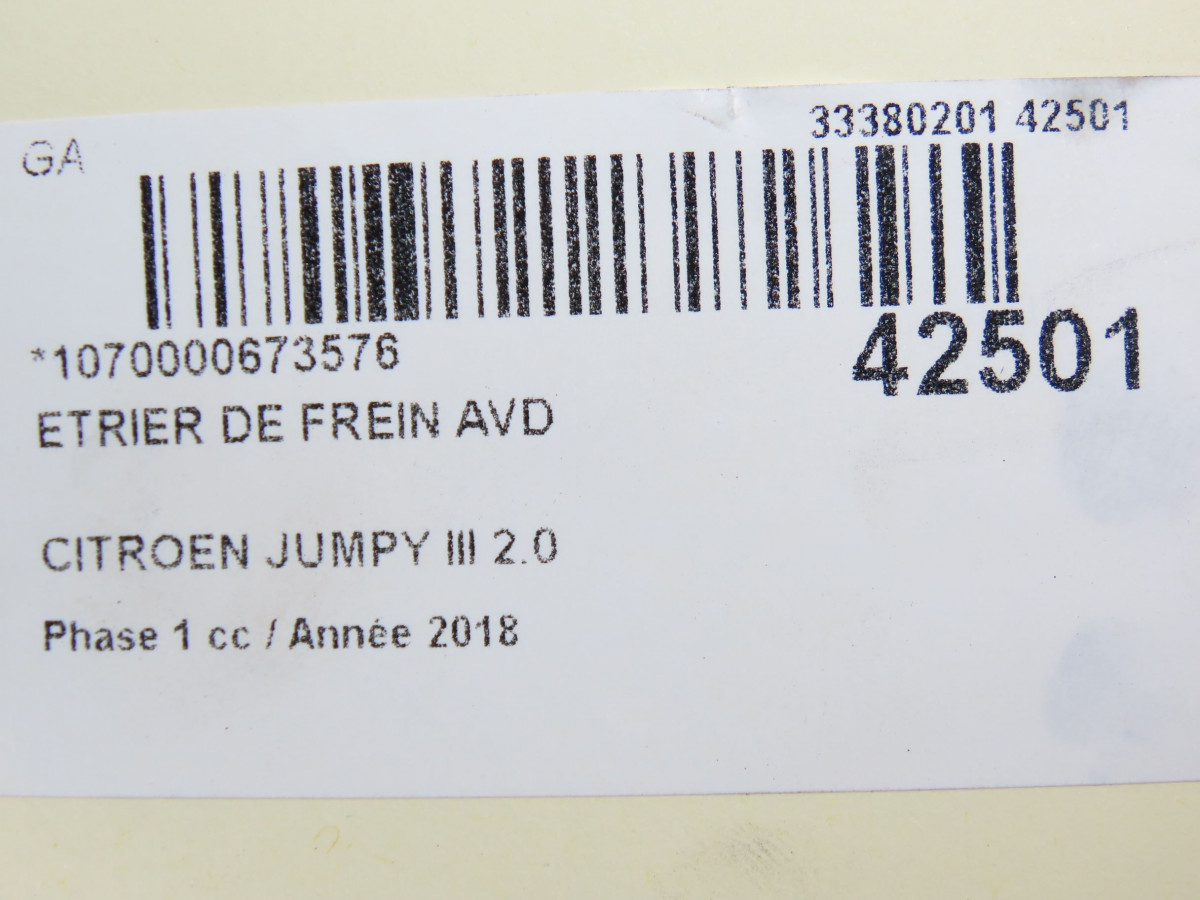 33380201 42501
GA
*1070000673576
42501
ETRIER DE FREIN AVD
CITROEN JUMPY III 2.0
Phase 1 cc / Année 2018